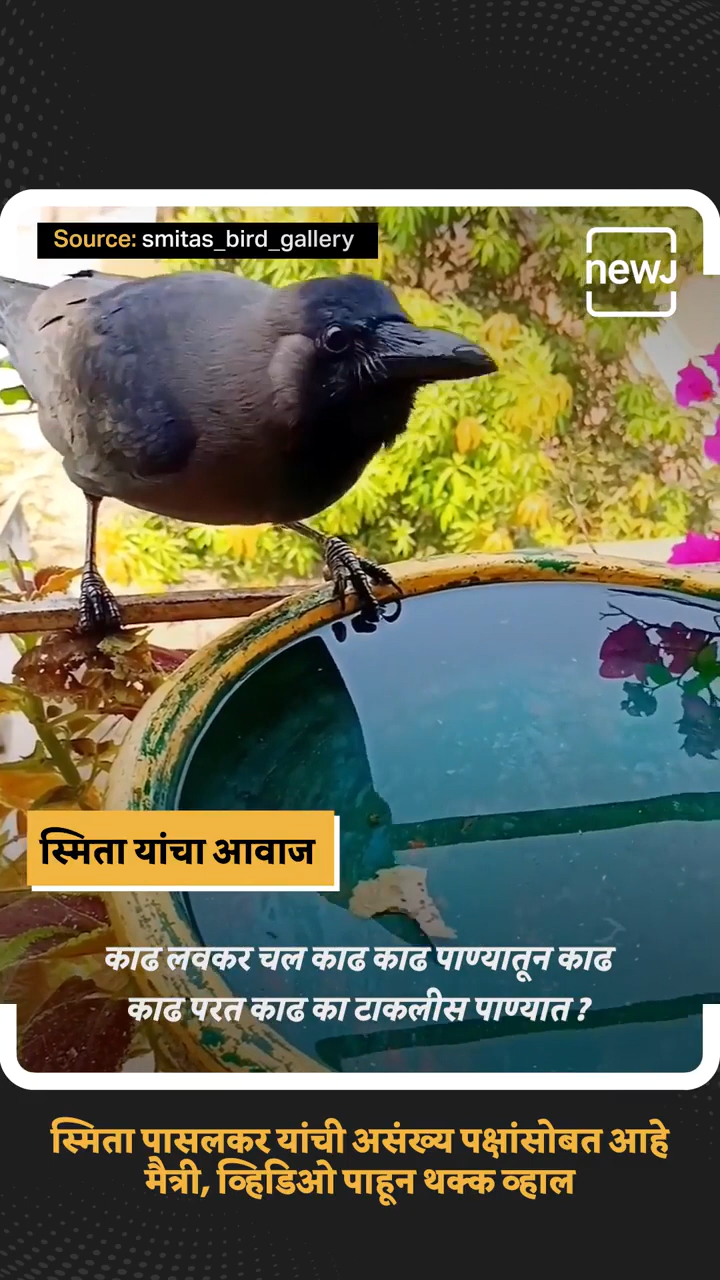 Source: smitas_bird_gallery
newJ
स्मिता यांचा आवाज
काढ लवकर चल काढ काढ पाण्यातून काढ
काढ परत काढ का टाकलीस पाण्यात ?
स्मिता पासलकर यांची असंख्य पक्षांसोबत आहे
मैत्री, व्हिडिओ पाहून थक्क व्हाल